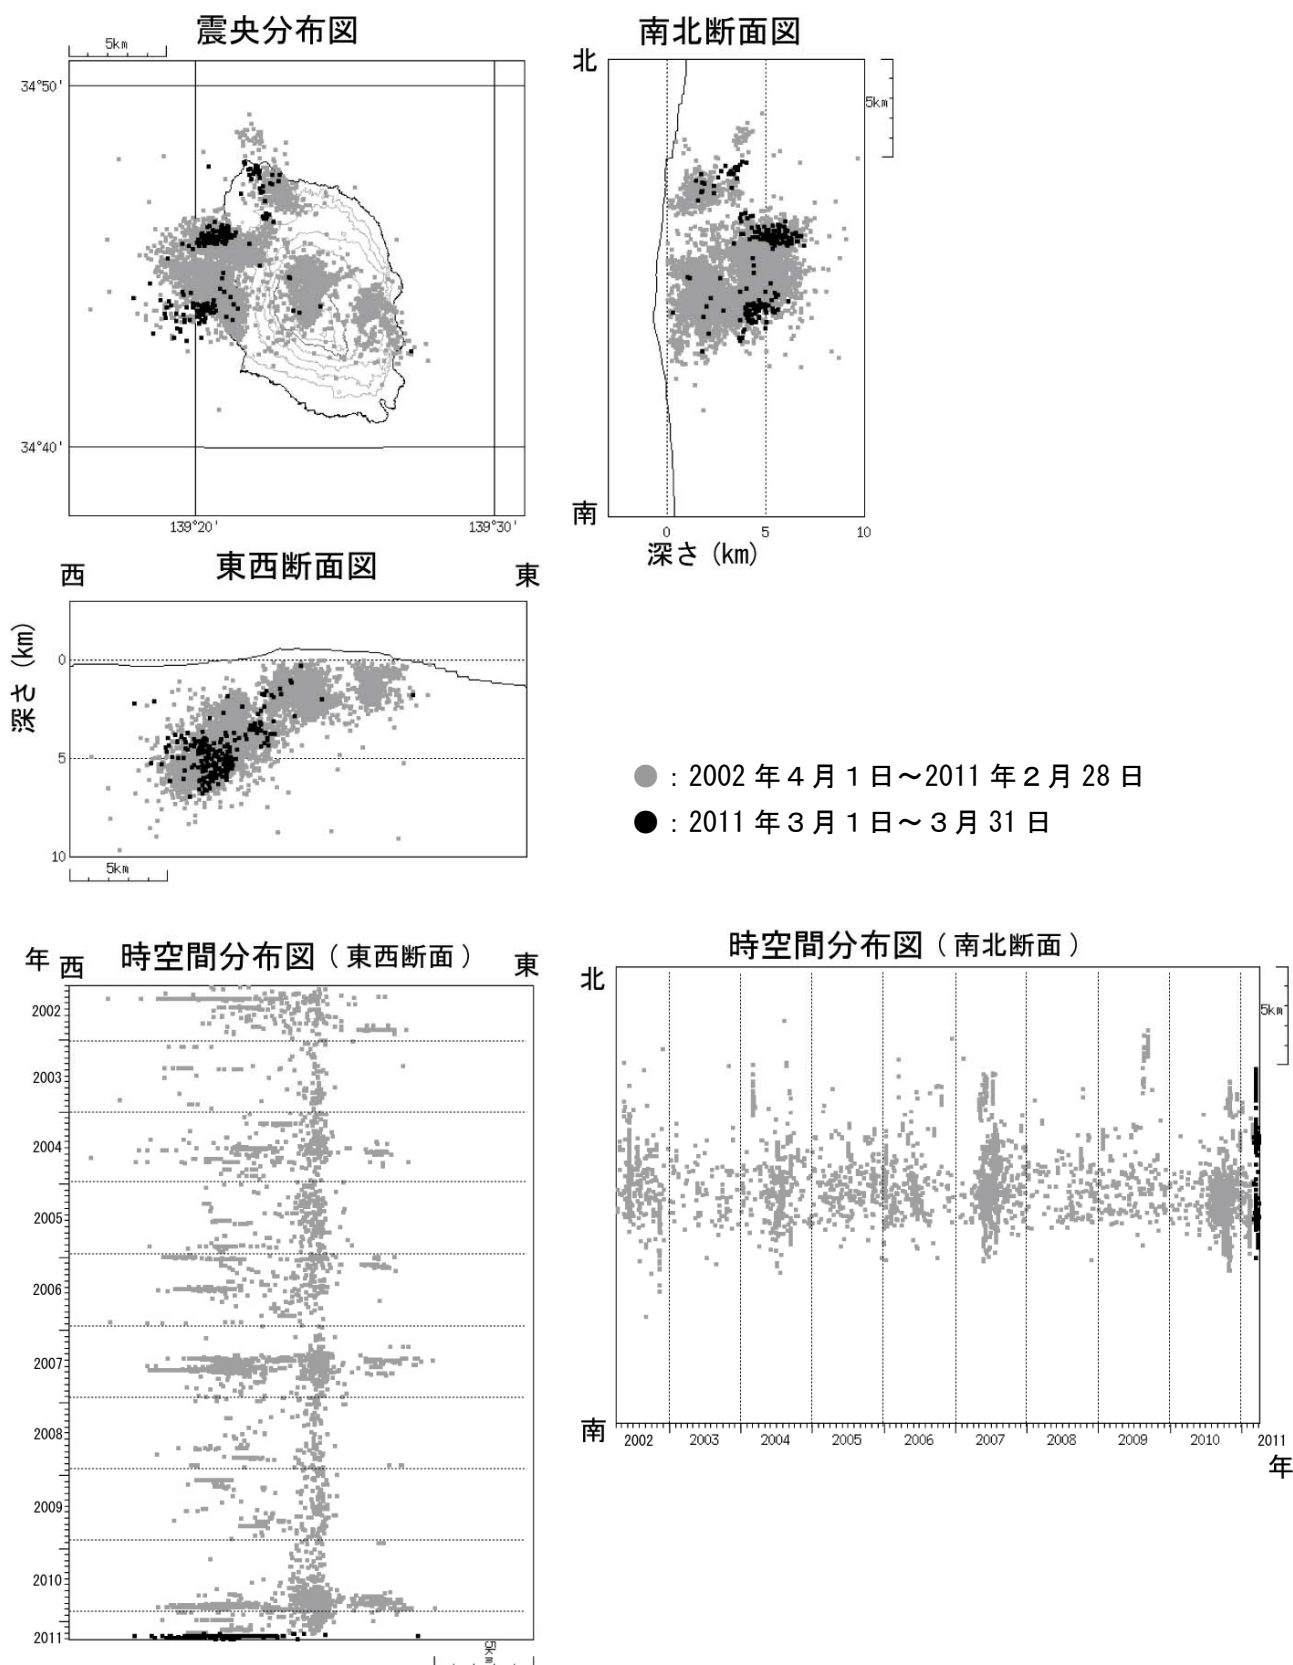 震央分布図
5km
34°50'
34°40'
139°20'
139°30'
南北断面図
北
5km
南
0
5
10
深さ (km)
東西断面図
西
東
深さ (km)
0
5
10
5km
● : 2002 年４月１日～2011 年２月 28 日
● : 2011 年３月１日～３月 31 日
時空間分布図（東西断面）
年
西
東
2002
2003
2004
2005
2006
2007
2008
2009
2010
2011
5km
時空間分布図（南北断面）
北
5km
南
2002
2003
2004
2005
2006
2007
2008
2009
2010
2011
年